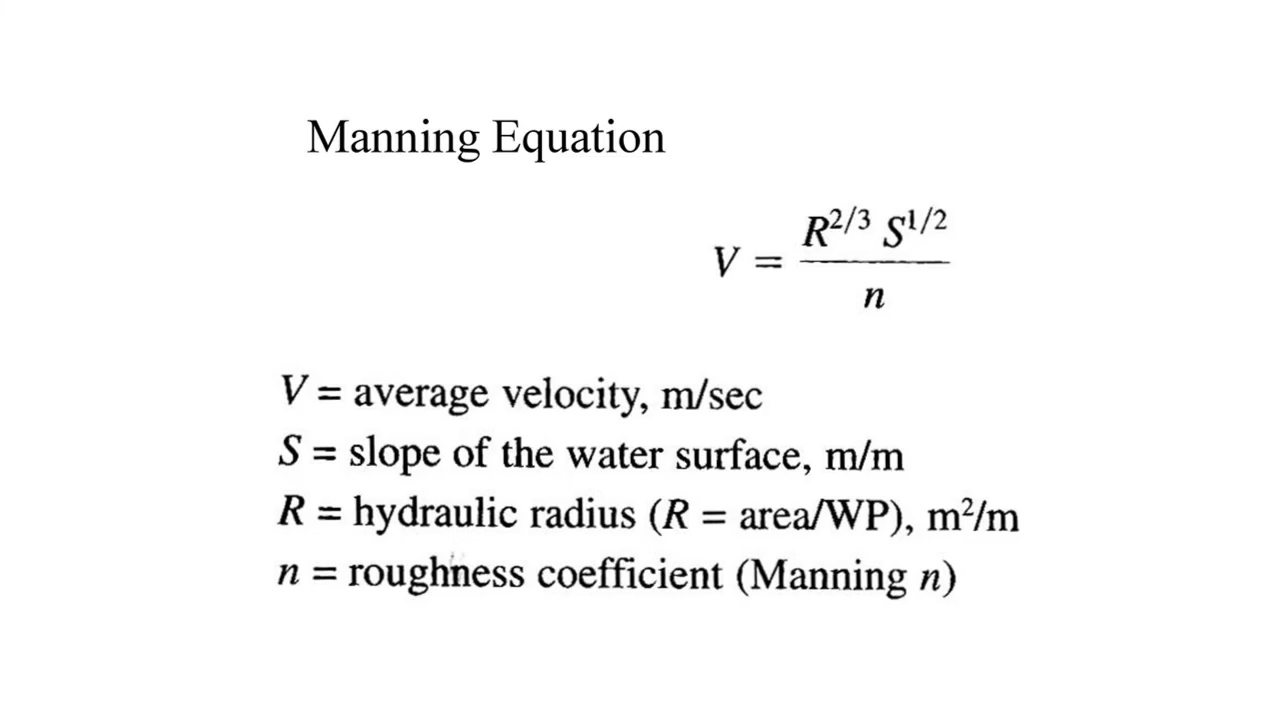 Manning Equation
V = R^{2/3} S^{1/2} / n
V = average velocity, m/sec
S = slope of the water surface, m/m
R = hydraulic radius (R = area/WP), m²/m
n = roughness coefficient (Manning n)